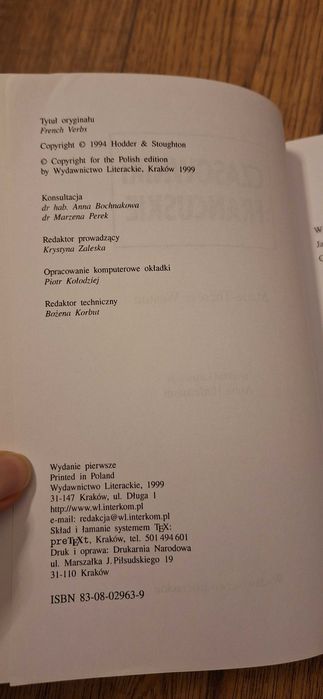 Tytuł oryginału
French Verbs
Copyright © 1994 Hodder & Stoughton
© Copyright for the Polish edition
by Wydawnictwo Literackie, Kraków 1999
Konsultacja
dr hab. Anna Bochnakowa
dr Marzena Perek
Redaktor prowadzący
Krystyna Zaleska
Opracowanie komputerowe okładki
Piotr Kołodziej
Redaktor techniczny
Bożena Korbut
Wydanie pierwsze
Printed in Poland
Wydawnictwo Literackie, 1999
31-147 Kraków, ul. Długa 1
http://www.wl.interkom.pl
e-mail: redakcja@wl.interkom.pl
Skład i łamanie systemem TEX:
preTEXt, Kraków, tel. 501 494 601
Druk i oprawa: Drukarnia Narodowa
ul. Marszałka J. Piłsudskiego 19
31-110 Kraków
ISBN 83-08-02963-9